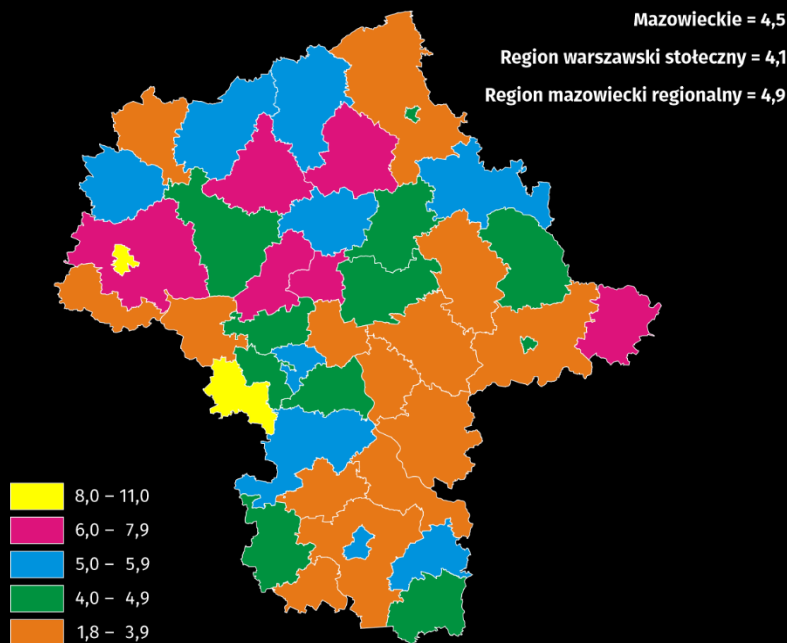 Mazowieckie = 4,5
Region warszawski stołeczny = 4,1
Region mazowiecki regionalny = 4,9
8,0 – 11,0
6,0 – 7,9
5,0 – 5,9
4,0 – 4,9
1,8 – 3,9